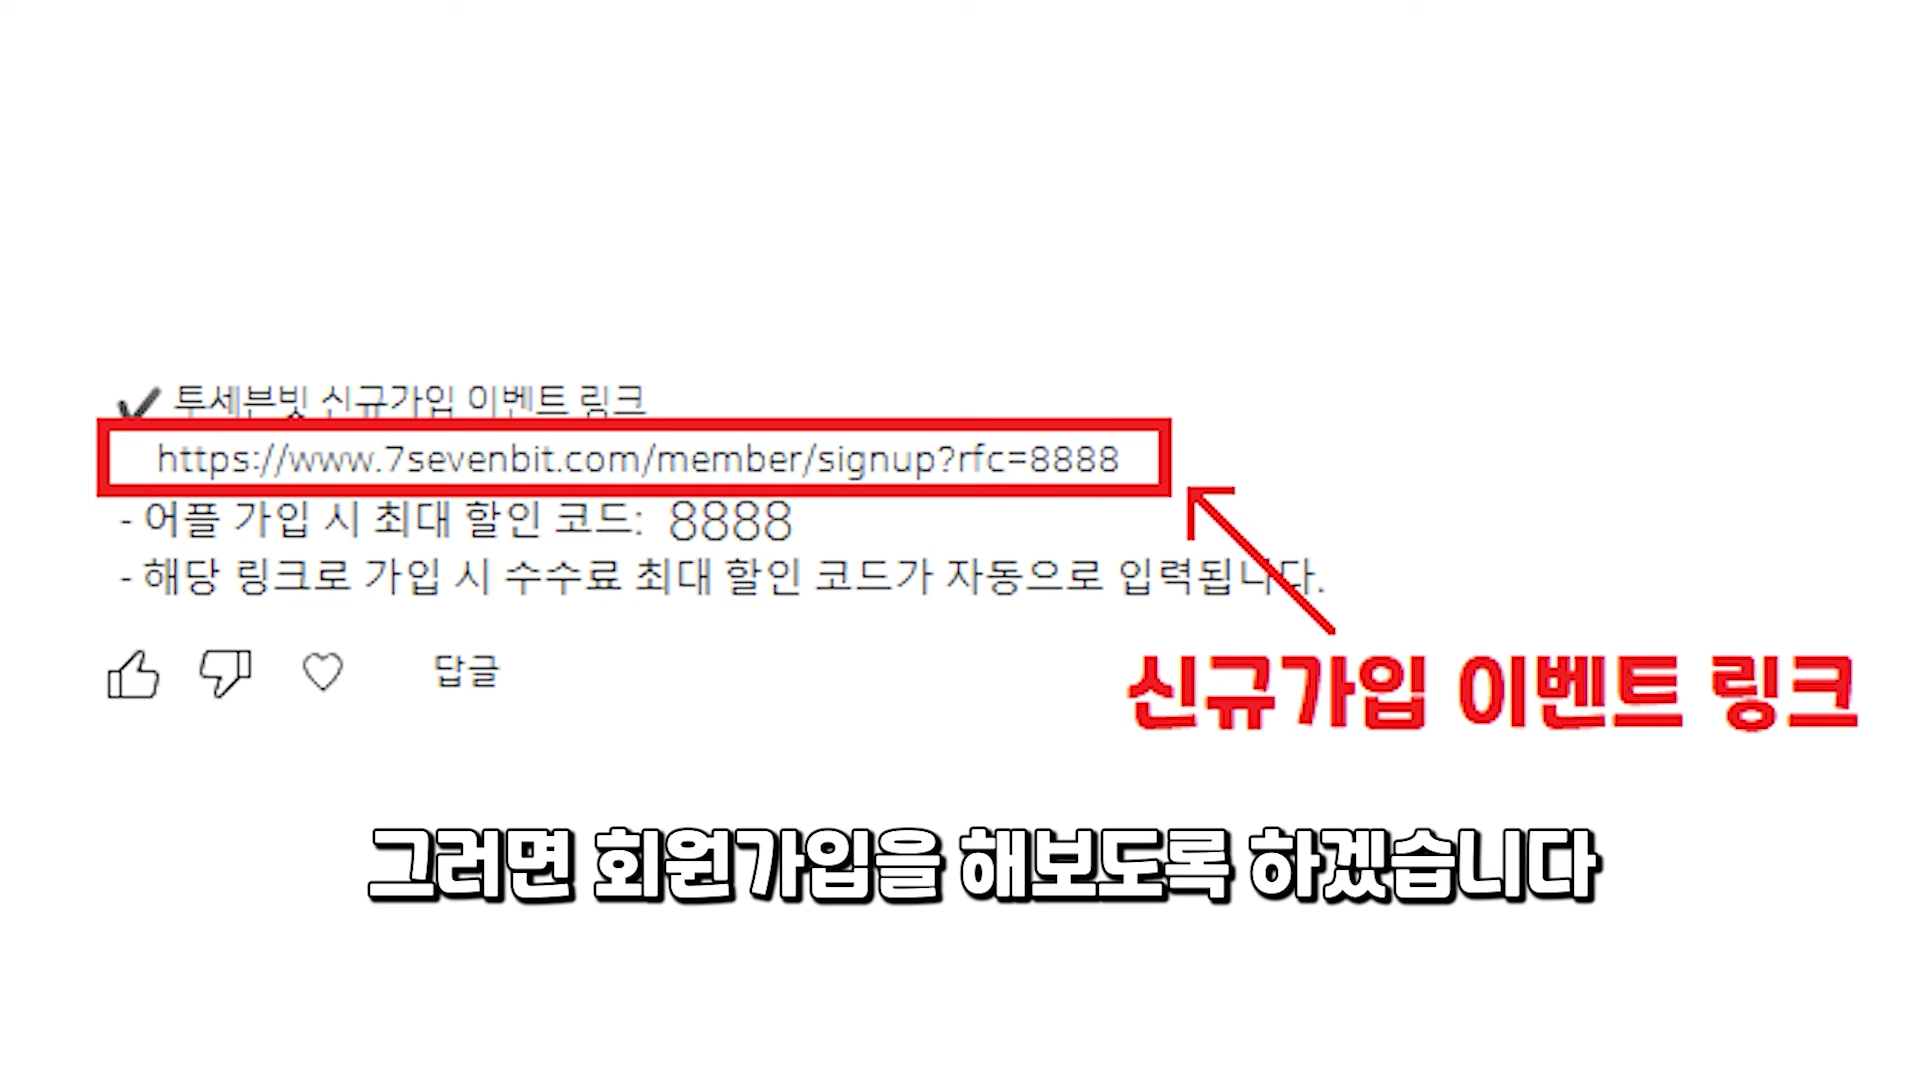 ✔ 투세븐빗 신규가입 이벤트 링크
https://www.7sevenbit.com/member/signup?rfc=8888
- 어플 가입 시 최대 할인 코드: 8888
- 해당 링크로 가입 시 수수료 최대 할인 코드가 자동으로 입력됩니다.
답글
신규가입 이벤트 링크
그러면 회원가입을 해보도록 하겠습니다